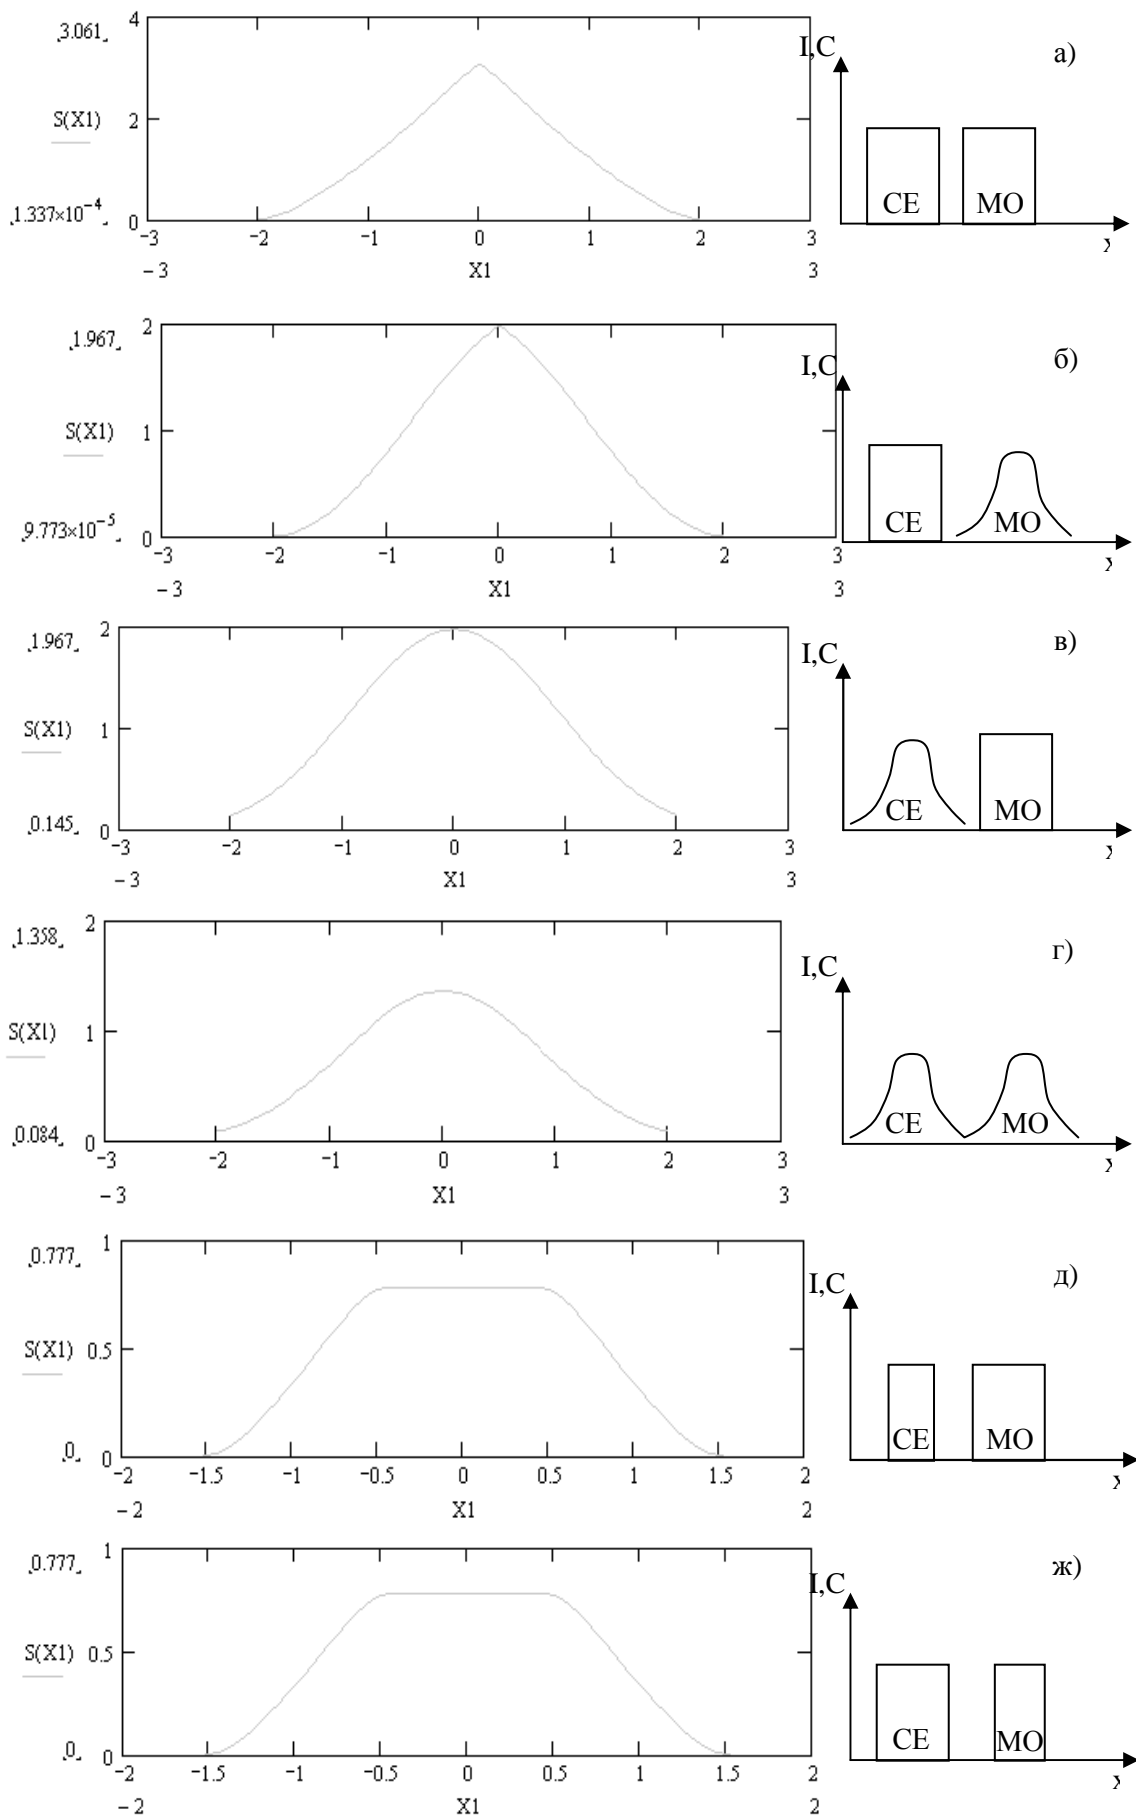 3.061
4
S(X1)
2
1.337×10⁻⁴
0
-3 -2 -1 0 1 2 3
-3 X1 3
I,C
а)
CE MO
x
1.967
2
S(X1)
1
9.773×10⁻⁵
0
-3 -2 -1 0 1 2 3
-3 X1 3
I,C
б)
CE MO
x
1.967
2
S(X1)
1
0.145
0
-3 -2 -1 0 1 2 3
-3 X1 3
I,C
в)
CE MO
x
1.358
2
S(X1)
1
0.084
0
-3 -2 -1 0 1 2 3
-3 X1 3
I,C
г)
CE MO
x
0.777
1
S(X1)
0.5
0
0
-2 -1.5 -1 -0.5 0 0.5 1 1.5 2
-2 X1 2
I,C
д)
CE MO
x
0.777
1
S(X1)
0.5
0
0
-2 -1.5 -1 -0.5 0 0.5 1 1.5 2
-2 X1 2
I,C
ж)
CE MO
x